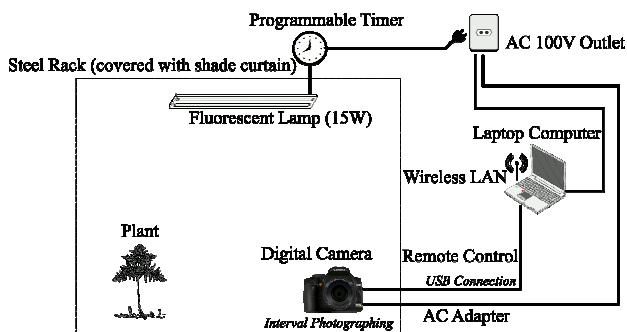 Programmable Timer
AC 100V Outlet
Steel Rack (covered with shade curtain)
Fluorescent Lamp (15W)
Laptop Computer
Wireless LAN
Plant
Digital Camera
Remote Control
USB Connection
Interval Photographing
AC Adapter